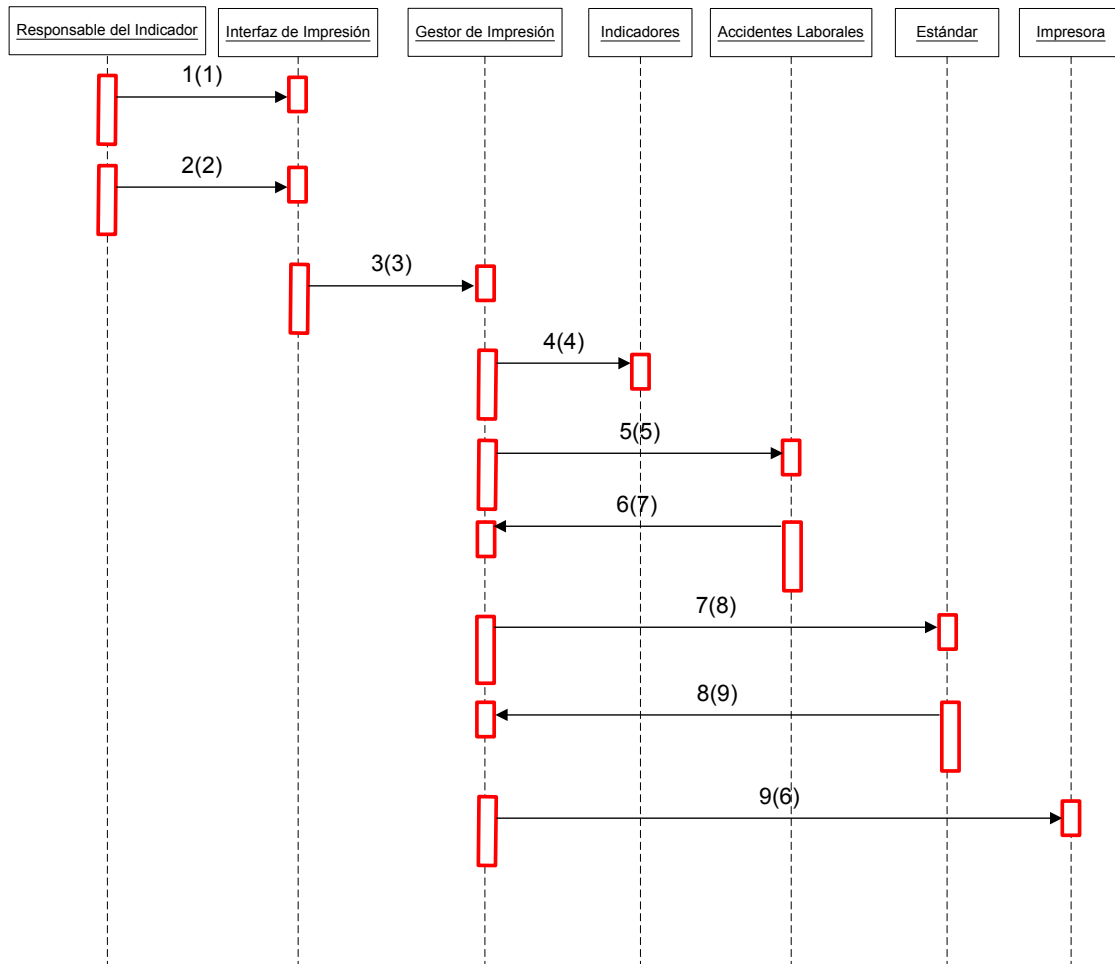 Responsable del Indicador
Interfaz de Impresión
Gestor de Impresión
Indicadores
Accidentes Laborales
Estándar
Impresora
1(1)
2(2)
3(3)
4(4)
5(5)
6(7)
7(8)
8(9)
9(6)